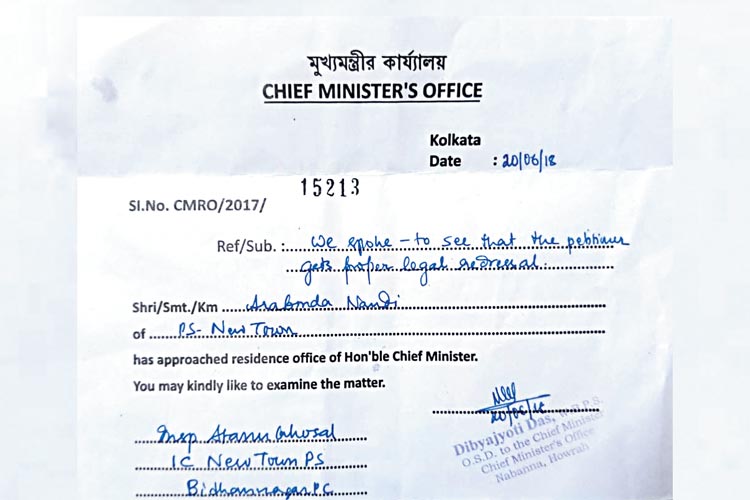 মুখ্যমন্ত্রীর কার্য্যালয়
CHIEF MINISTER'S OFFICE
Kolkata
Date : 20/06/18
15213
Sl.No. CMRO/2017/
Ref/Sub. : We spoke – to see that the petitioner
gets proper legal redressal.
Shri/Smt./Km Arabinda Nandi
of PS- New Town
has approached residence office of Hon'ble Chief Minister.
You may kindly like to examine the matter.
20/06/18
Dibyajyoti Das, W.B.P.S.
O.S.D. to the Chief Minister
Chief Minister's Office
Nabanna, Howrah
Insp Atanu Ghosal
IC New Town PS
Bidhannagar P.C.